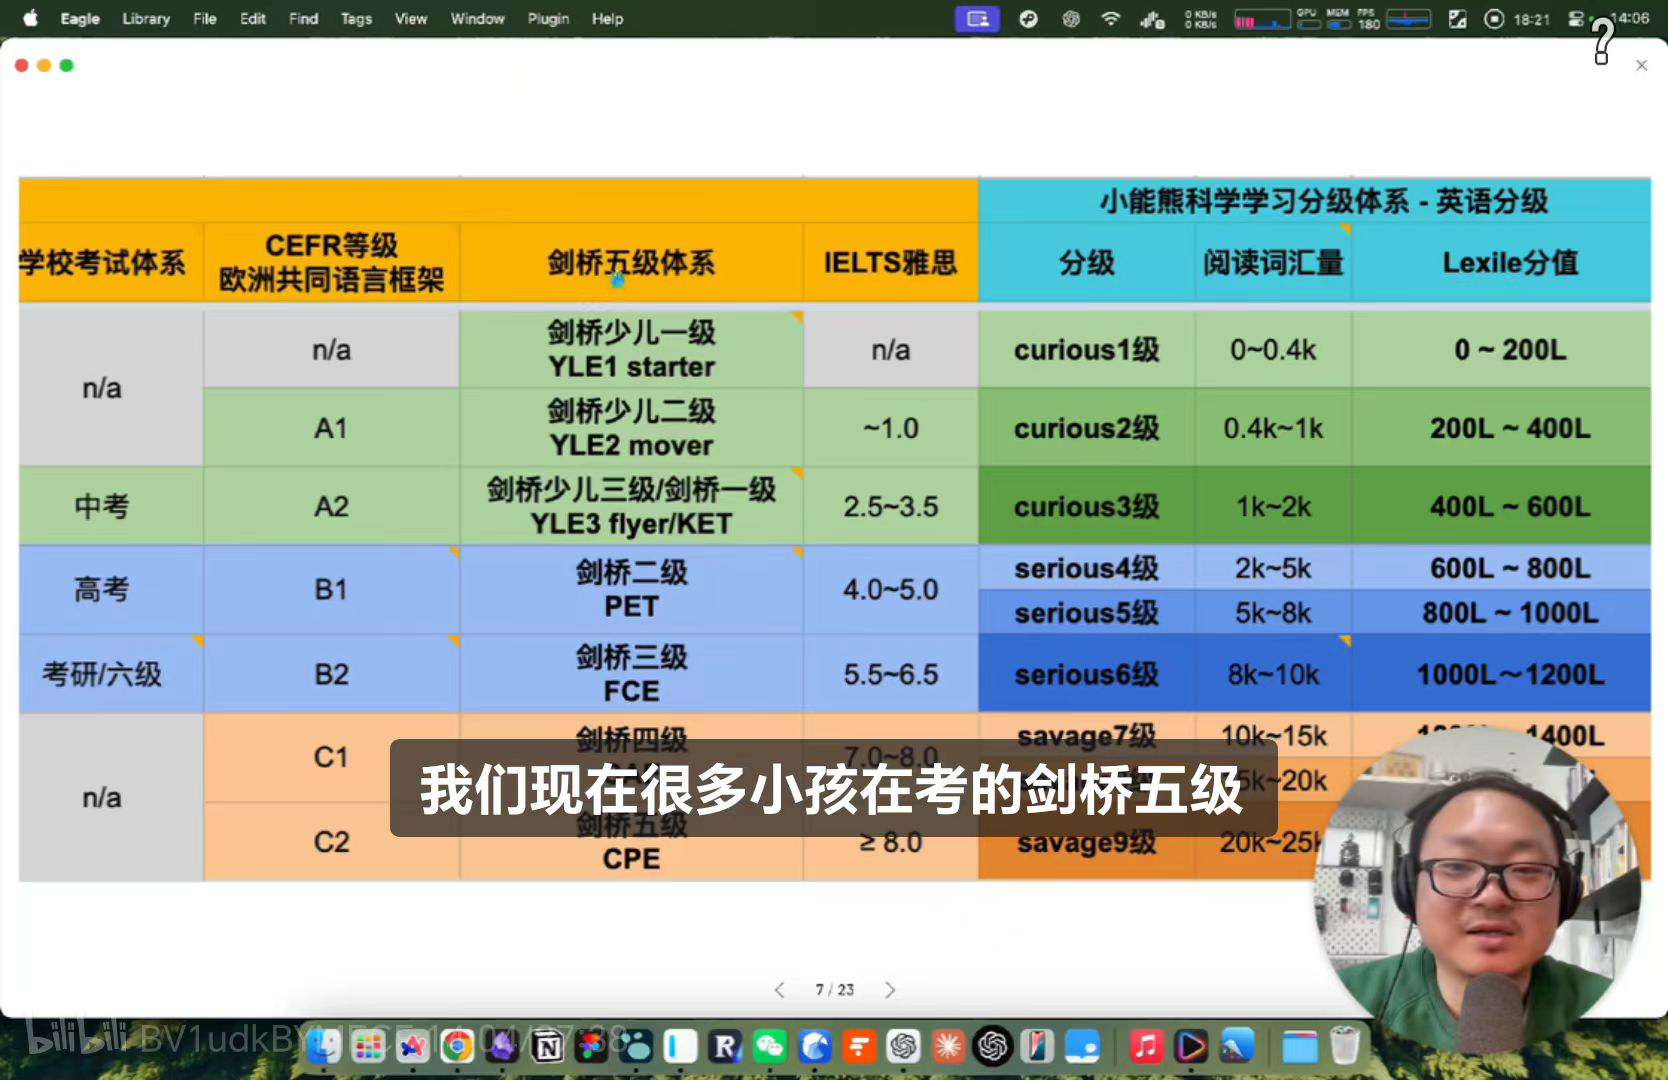 Eagle Library File Edit Find Tags View Window Plugin Help
0 KB/s
0 KB/s
GPU MEM FPS
180
18:21
14:06
?
小能熊科学学习分级体系 - 英语分级
学校考试体系
CEFR等级
欧洲共同语言框架
剑桥五级体系
IELTS雅思
分级
阅读词汇量
Lexile分值
n/a
n/a
剑桥少儿一级
YLE1 starter
n/a
curious1级
0~0.4k
0 ~ 200L
A1
剑桥少儿二级
YLE2 mover
~1.0
curious2级
0.4k~1k
200L ~ 400L
中考
A2
剑桥少儿三级/剑桥一级
YLE3 flyer/KET
2.5~3.5
curious3级
1k~2k
400L ~ 600L
高考
B1
剑桥二级
PET
4.0~5.0
serious4级
2k~5k
600L ~ 800L
serious5级
5k~8k
800L ~ 1000L
考研/六级
B2
剑桥三级
FCE
5.5~6.5
serious6级
8k~10k
1000L~1200L
n/a
C1
剑桥四级
7.0~8.0
savage7级
10k~15k
1400L
k~20k
C2
剑桥五级
CPE
≥ 8.0
savage9级
20k~25k
我们现在很多小孩在考的剑桥五级
7 / 23
bilibili